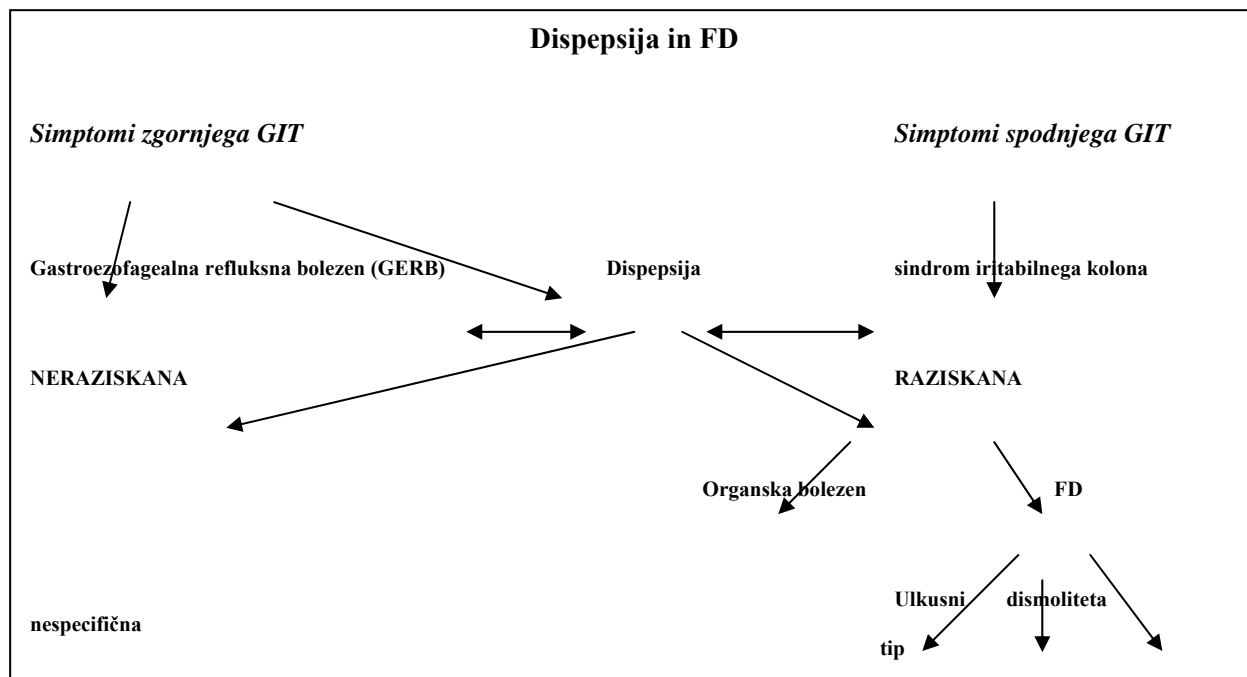 Dispepsija in FD
Simptomi zgornjega GIT Simptomi spodnjega GIT
Gastroezofagealna refluksna bolezen (GERB) Dispepsija sindrom iritabilnega kolona
NERAZISKANA RAZISKANA
Organska bolezen FD
Ulkusni dismoliteta
nespecifična
tip